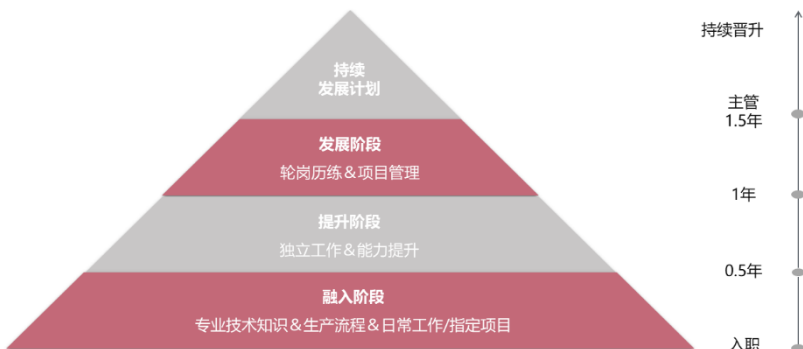 持续晋升
持续
发展计划
主管
1.5年
发展阶段
轮岗历练＆项目管理
1年
提升阶段
独立工作＆能力提升
0.5年
融入阶段
专业技术知识＆生产流程＆日常工作/指定项目
入职